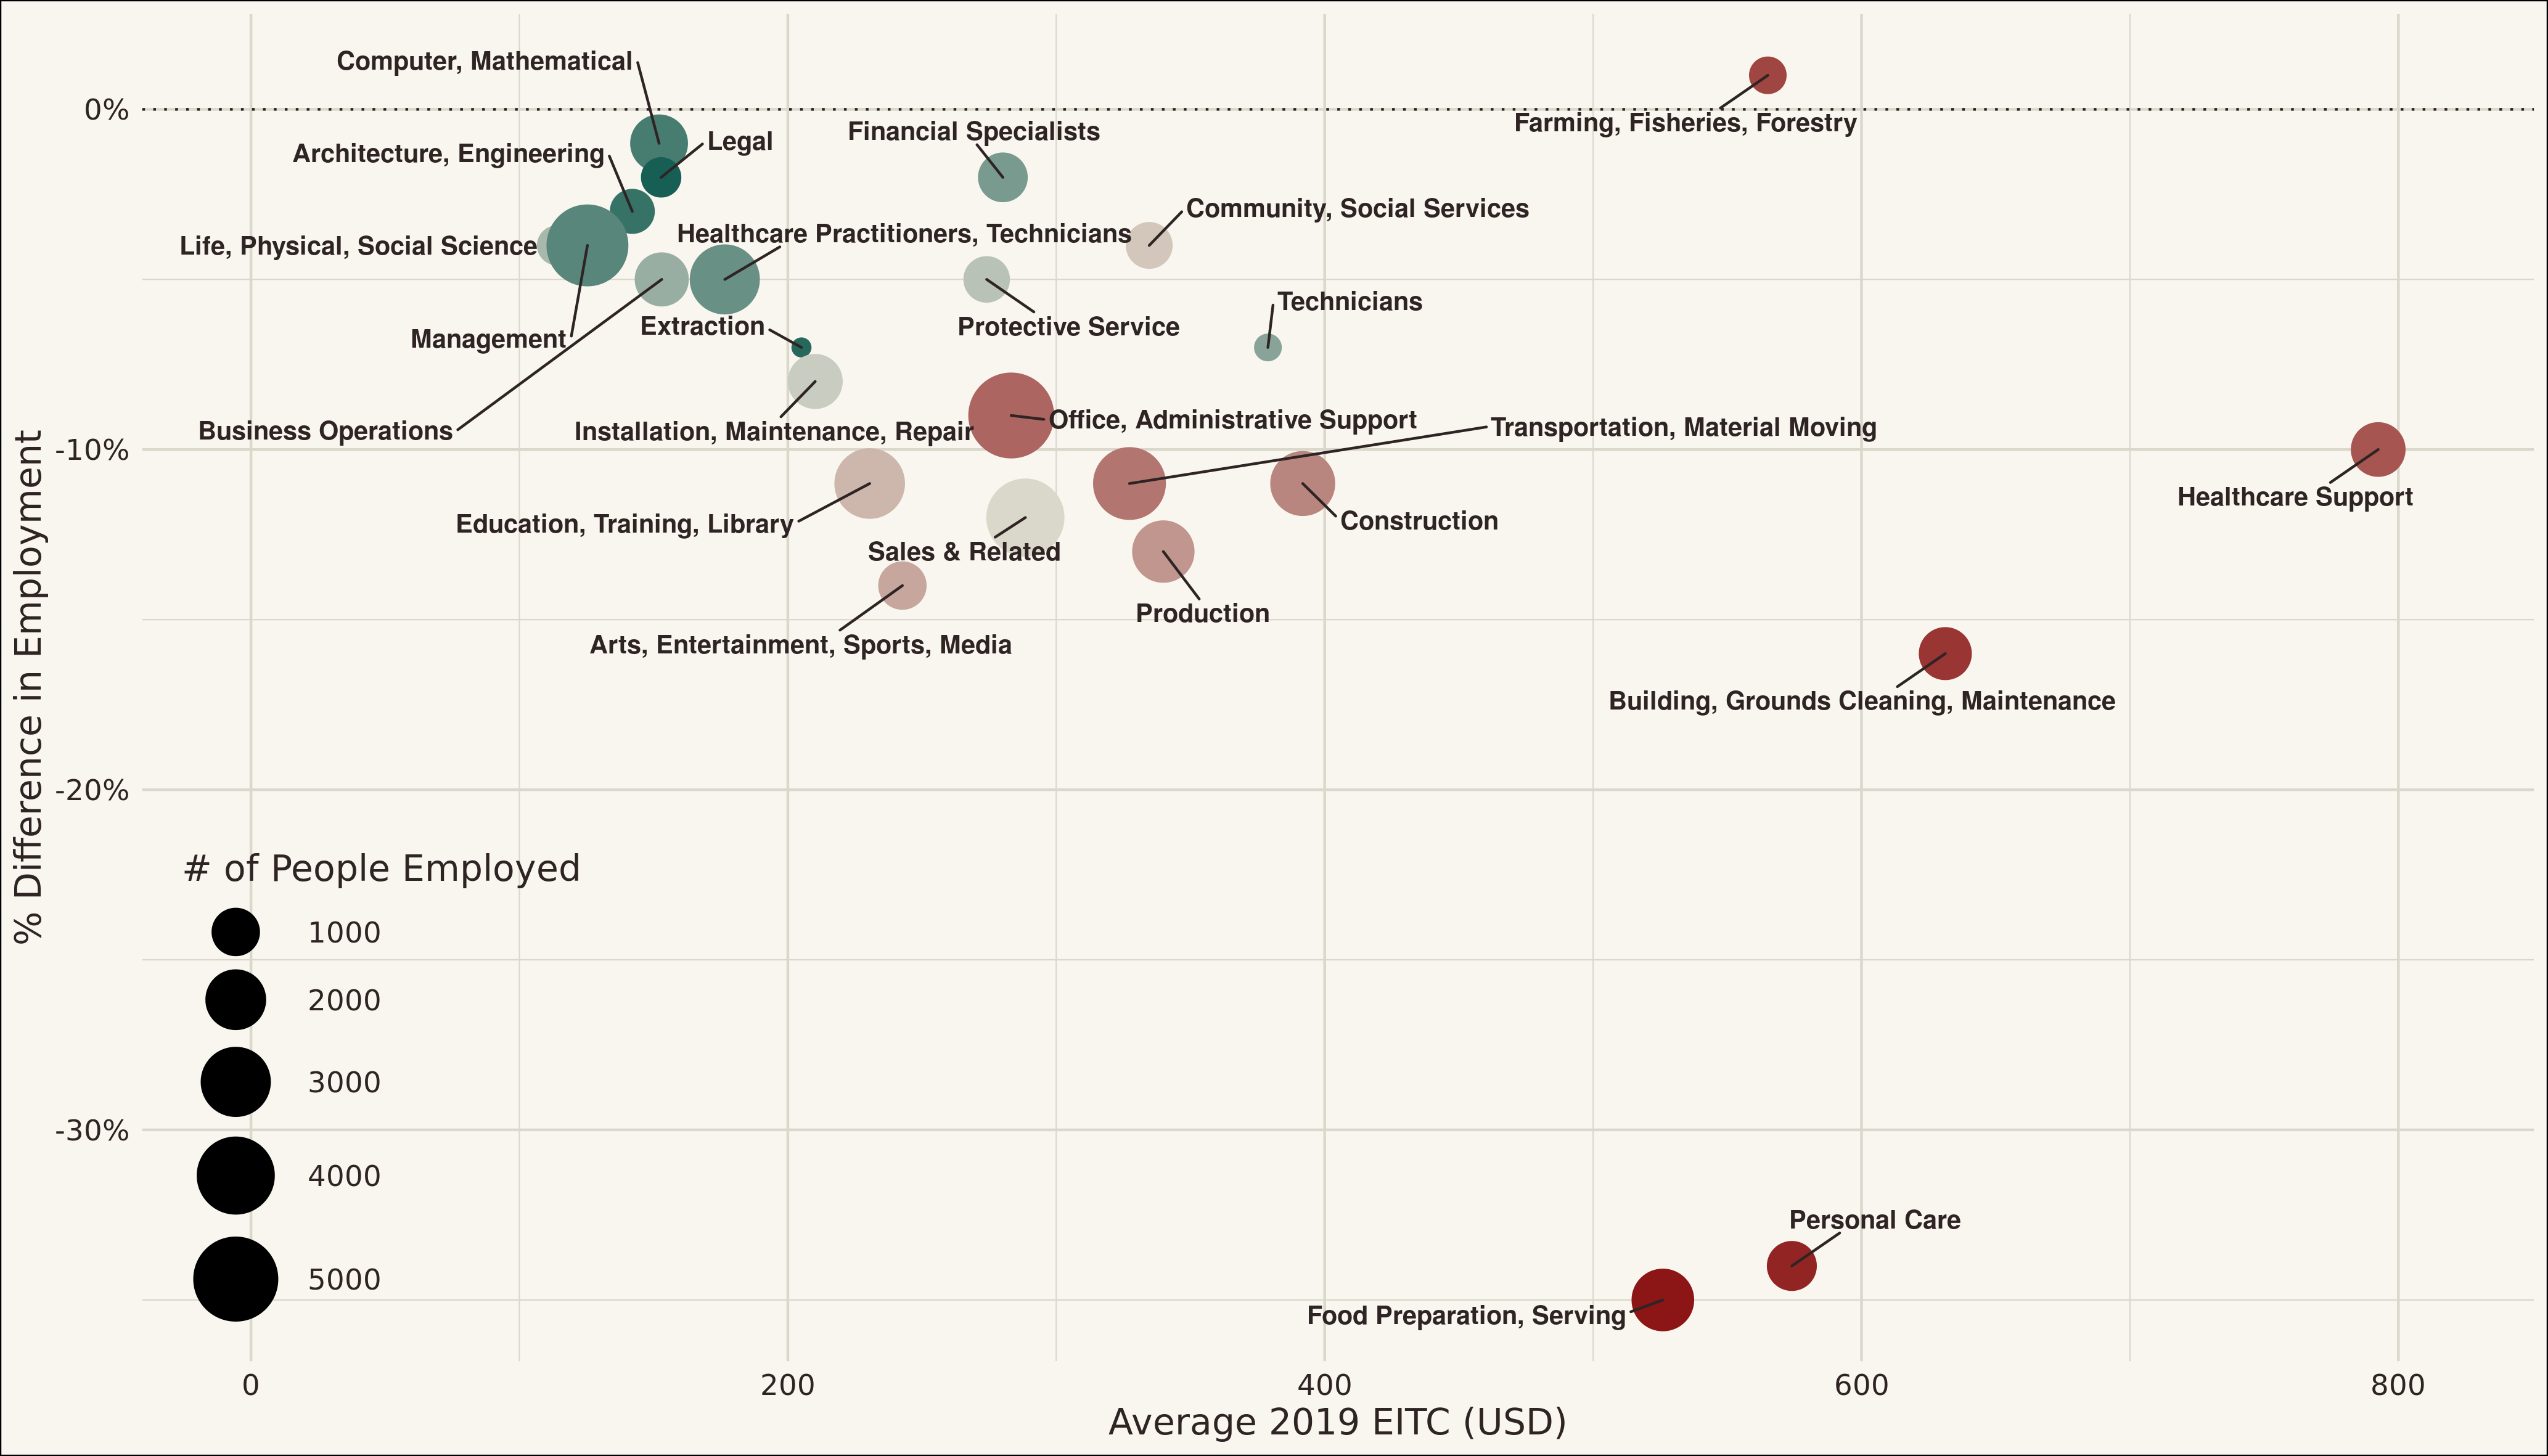 Computer, Mathematical
0%
Farming, Fisheries, Forestry
Financial Specialists
Legal
Architecture, Engineering
Community, Social Services
Healthcare Practitioners, Technicians
Life, Physical, Social Science
Technicians
Extraction
Protective Service
Management
Office, Administrative Support
Transportation, Material Moving
Business Operations
Installation, Maintenance, Repair
-10%
Healthcare Support
Construction
Education, Training, Library
Sales & Related
Production
Arts, Entertainment, Sports, Media
Building, Grounds Cleaning, Maintenance
% Difference in Employment
-20%
# of People Employed
1000
2000
3000
-30%
4000
5000
Personal Care
Food Preparation, Serving
0
200
400
600
800
Average 2019 EITC (USD)